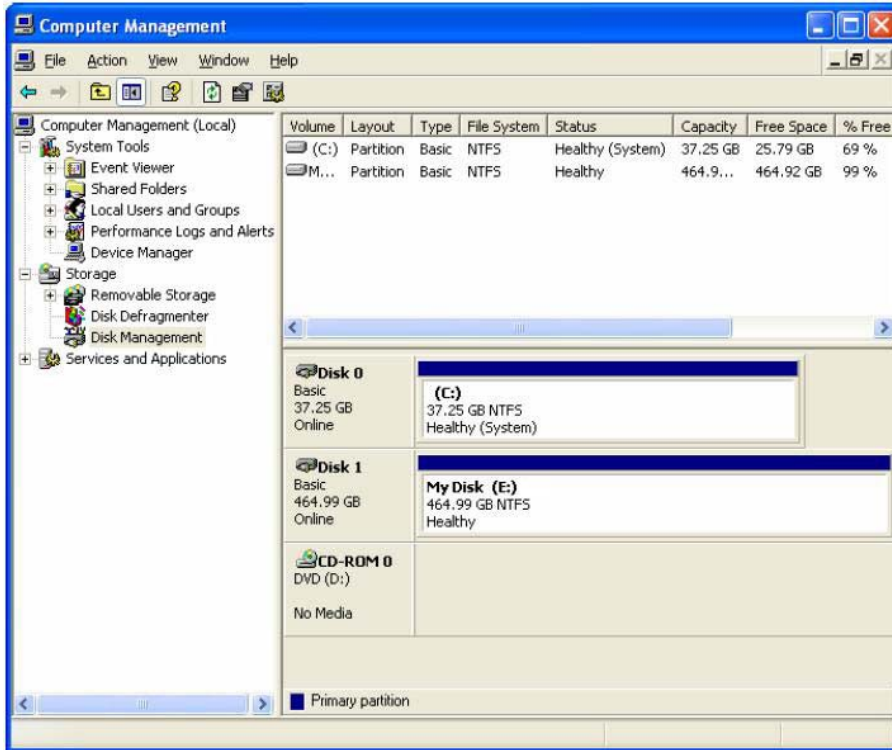 Computer Management
File Action View Window Help
Computer Management (Local)
System Tools
Event Viewer
Shared Folders
Local Users and Groups
Performance Logs and Alerts
Device Manager
Storage
Removable Storage
Disk Defragmenter
Disk Management
Services and Applications
Volume Layout Type File System Status Capacity Free Space % Free
(C:) Partition Basic NTFS Healthy (System) 37.25 GB 25.79 GB 69 %
M... Partition Basic NTFS Healthy 464.9... 464.92 GB 99 %
Disk 0
Basic
37.25 GB
Online
(C:)
37.25 GB NTFS
Healthy (System)
Disk 1
Basic
464.99 GB
Online
My Disk (E:)
464.99 GB NTFS
Healthy
CD-ROM 0
DVD (D:)
No Media
Primary partition